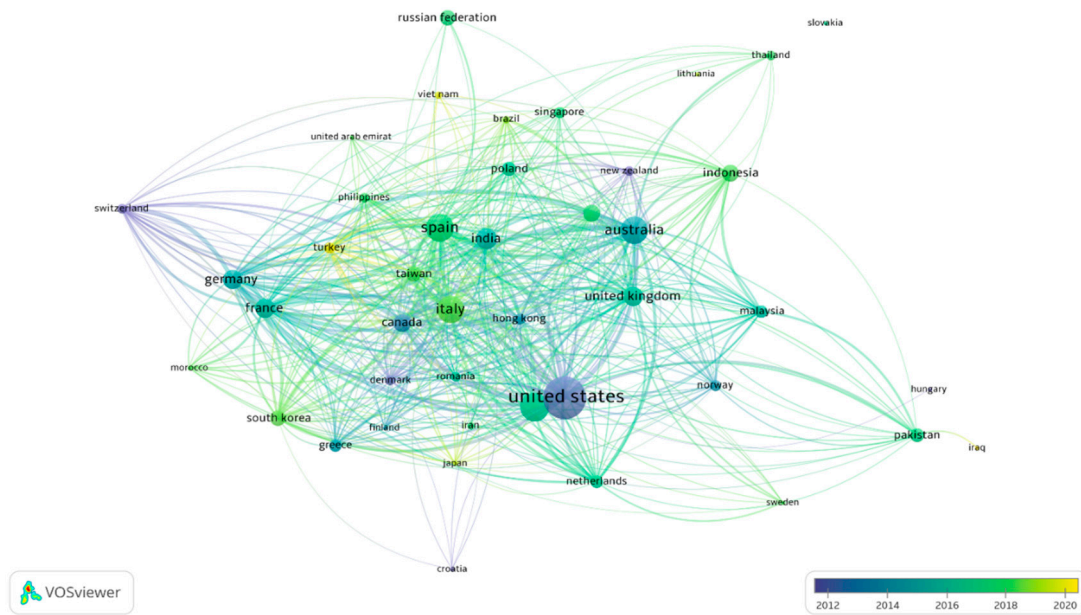 slovakia
russian federation
thailand
lithuania
viet nam
singapore
brazil
united arab emirat
poland
new zealand
indonesia
philippines
switzerland
spain
india
australia
turkey
taiwan
germany
united kingdom
france
italy
malaysia
canada
hong kong
morocco
denmark
romania
norway
hungary
united states
south korea
iran
finland
pakistan
greece
iraq
japan
netherlands
sweden
croatia
VOSviewer
2012 2014 2016 2018 2020